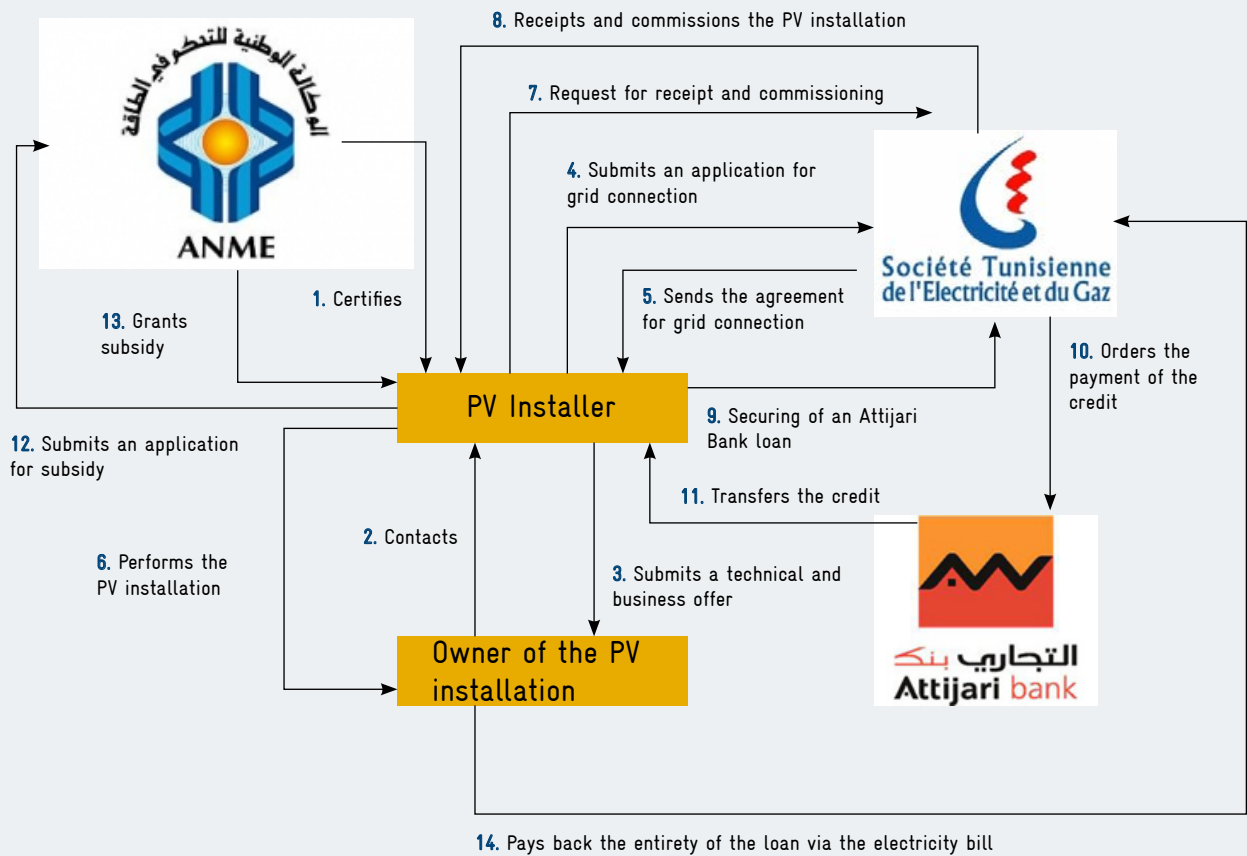 8. Receipts and commissions the PV installation
الوكالة الوطنية للتحكم في الطاقة
ANME
7. Request for receipt and commissioning
4. Submits an application for
grid connection
Société Tunisienne
de l'Electricité et du Gaz
1. Certifies
5. Sends the agreement
for grid connection
13. Grants
subsidy
10. Orders the
payment of the
credit
PV Installer
9. Securing of an Attijari
Bank loan
12. Submits an application
for subsidy
11. Transfers the credit
2. Contacts
6. Performs the
PV installation
3. Submits a technical and
business offer
Owner of the PV
installation
التجاري بنك
Attijari bank
14. Pays back the entirety of the loan via the electricity bill